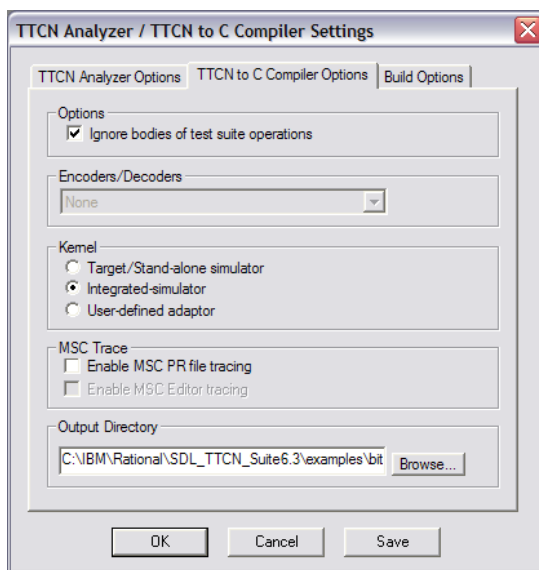 TTCN Analyzer / TTCN to C Compiler Settings
TTCN Analyzer Options TTCN to C Compiler Options Build Options
Options
Ignore bodies of test suite operations
Encoders/Decoders
None
Kernel
Target/Stand-alone simulator
Integrated-simulator
User-defined adaptor
MSC Trace
Enable MSC PR file tracing
Enable MSC Editor tracing
Output Directory
C:\IBM\Rational\SDL_TTCN_Suite6.3\examples\bit Browse...
OK Cancel Save